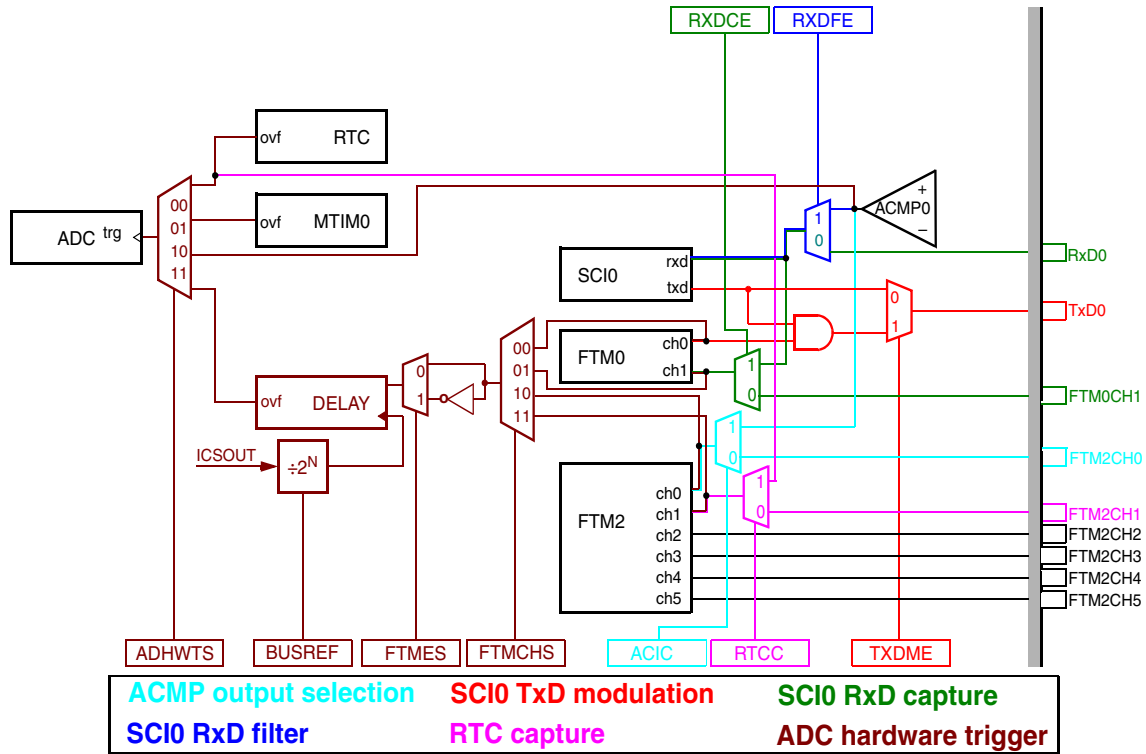 RXDCE RXDFE
ovf RTC
ovf MTIM0
ADC trg
00
01
10
11
ACMP0
+
−
1
0
RxD0
SCI0
rxd
txd
0
1
TxD0
FTM0
ch0
ch1
00
01
10
11
0
1
1
0
FTM0CH1
ovf DELAY
ICSOUT
÷2N
1
0
FTM2CH0
FTM2
ch0
ch1
ch2
ch3
ch4
ch5
1
0
FTM2CH1
FTM2CH2
FTM2CH3
FTM2CH4
FTM2CH5
ADHWTS BUSREF FTMES FTMCHS ACIC RTCC TXDME
ACMP output selection SCI0 TxD modulation SCI0 RxD capture
SCI0 RxD filter RTC capture ADC hardware trigger